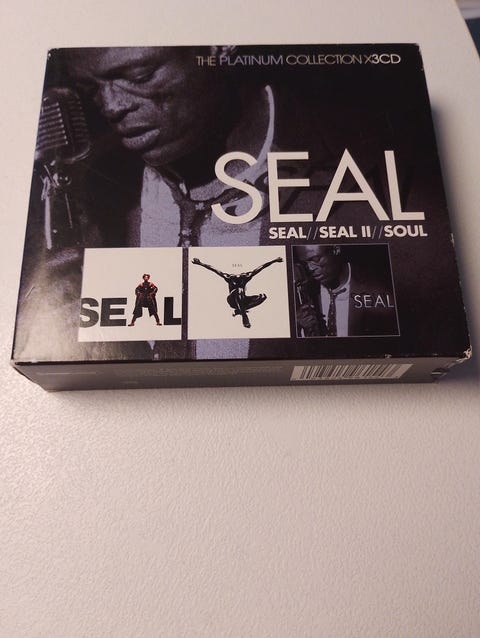 THE PLATINUM COLLECTION X3CD
SEAL
SEAL//SEAL II//SOUL
SEAL
SEAL
SEAL